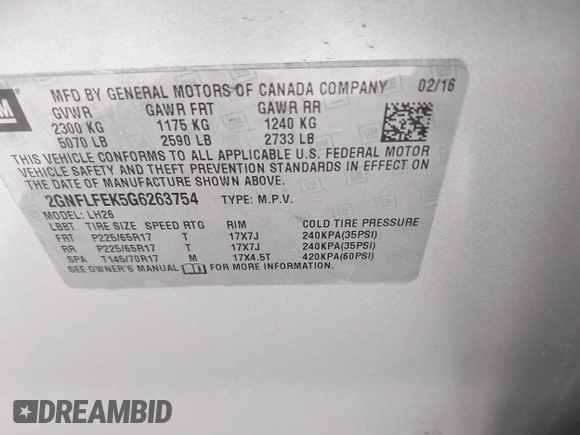 GM
MFD BY GENERAL MOTORS OF CANADA COMPANY 02/16
GVWR GAWR FRT GAWR RR
2300 KG 1175 KG 1240 KG
5070 LB 2590 LB 2733 LB
THIS VEHICLE CONFORMS TO ALL APPLICABLE U.S. FEDERAL MOTOR
VEHICLE SAFETY AND THEFT PREVENTION STANDARDS IN EFFECT
ON THE DATE OF MANUFACTURE SHOWN ABOVE.
2GNFLFEK5G6263754 TYPE: M.P.V.
MODEL: LH26
LBBT TIRE SIZE SPEED RTG RIM COLD TIRE PRESSURE
FRT P225/65R17 T 17X7J 240KPA(35PSI)
RR P225/65R17 T 17X7J 240KPA(35PSI)
SPA T145/70R17 M 17X4.5T 420KPA(60PSI)
SEE OWNER'S MANUAL FOR MORE INFORMATION.
DREAMBID